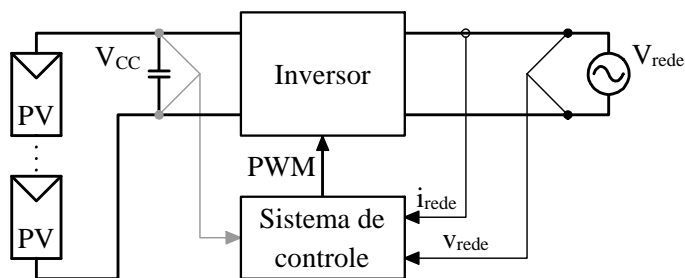 V_CC
Inversor
V_rede
PV
PV
PWM
Sistema de
controle
i_rede
v_rede